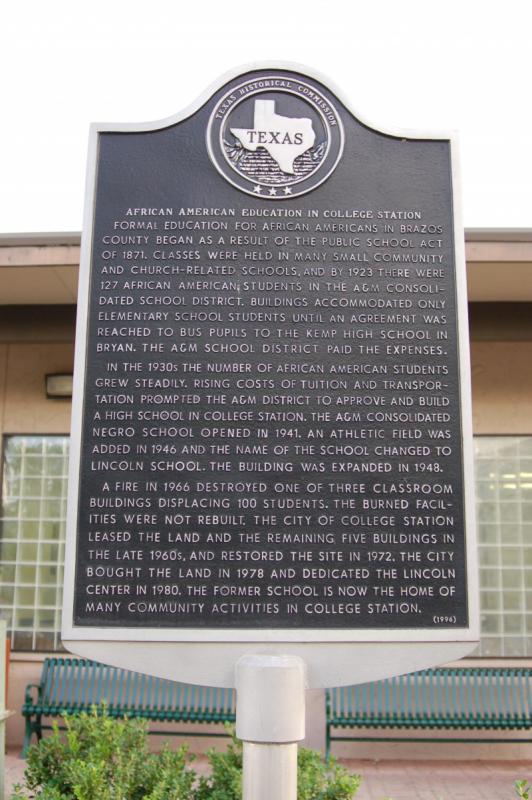 TEXAS HISTORICAL COMMISSION
TEXAS
AFRICAN AMERICAN EDUCATION IN COLLEGE STATION
FORMAL EDUCATION FOR AFRICAN AMERICANS IN BRAZOS
COUNTY BEGAN AS A RESULT OF THE PUBLIC SCHOOL ACT
OF 1871. CLASSES WERE HELD IN MANY SMALL COMMUNITY
AND CHURCH-RELATED SCHOOLS, AND BY 1923 THERE WERE
127 AFRICAN AMERICAN STUDENTS IN THE A&M CONSOLI-
DATED SCHOOL DISTRICT. BUILDINGS ACCOMMODATED ONLY
ELEMENTARY SCHOOL STUDENTS UNTIL AN AGREEMENT WAS
REACHED TO BUS PUPILS TO THE KEMP HIGH SCHOOL IN
BRYAN. THE A&M SCHOOL DISTRICT PAID THE EXPENSES.
IN THE 1930s THE NUMBER OF AFRICAN AMERICAN STUDENTS
GREW STEADILY. RISING COSTS OF TUITION AND TRANSPOR-
TATION PROMPTED THE A&M DISTRICT TO APPROVE AND BUILD
A HIGH SCHOOL IN COLLEGE STATION. THE A&M CONSOLIDATED
NEGRO SCHOOL OPENED IN 1941. AN ATHLETIC FIELD WAS
ADDED IN 1946 AND THE NAME OF THE SCHOOL CHANGED TO
LINCOLN SCHOOL. THE BUILDING WAS EXPANDED IN 1948.
A FIRE IN 1966 DESTROYED ONE OF THREE CLASSROOM
BUILDINGS DISPLACING 100 STUDENTS. THE BURNED FACIL-
ITIES WERE NOT REBUILT. THE CITY OF COLLEGE STATION
LEASED THE LAND AND THE REMAINING FIVE BUILDINGS IN
THE LATE 1960s, AND RESTORED THE SITE IN 1972. THE CITY
BOUGHT THE LAND IN 1978 AND DEDICATED THE LINCOLN
CENTER IN 1980. THE FORMER SCHOOL IS NOW THE HOME OF
MANY COMMUNITY ACTIVITIES IN COLLEGE STATION.
(1996)